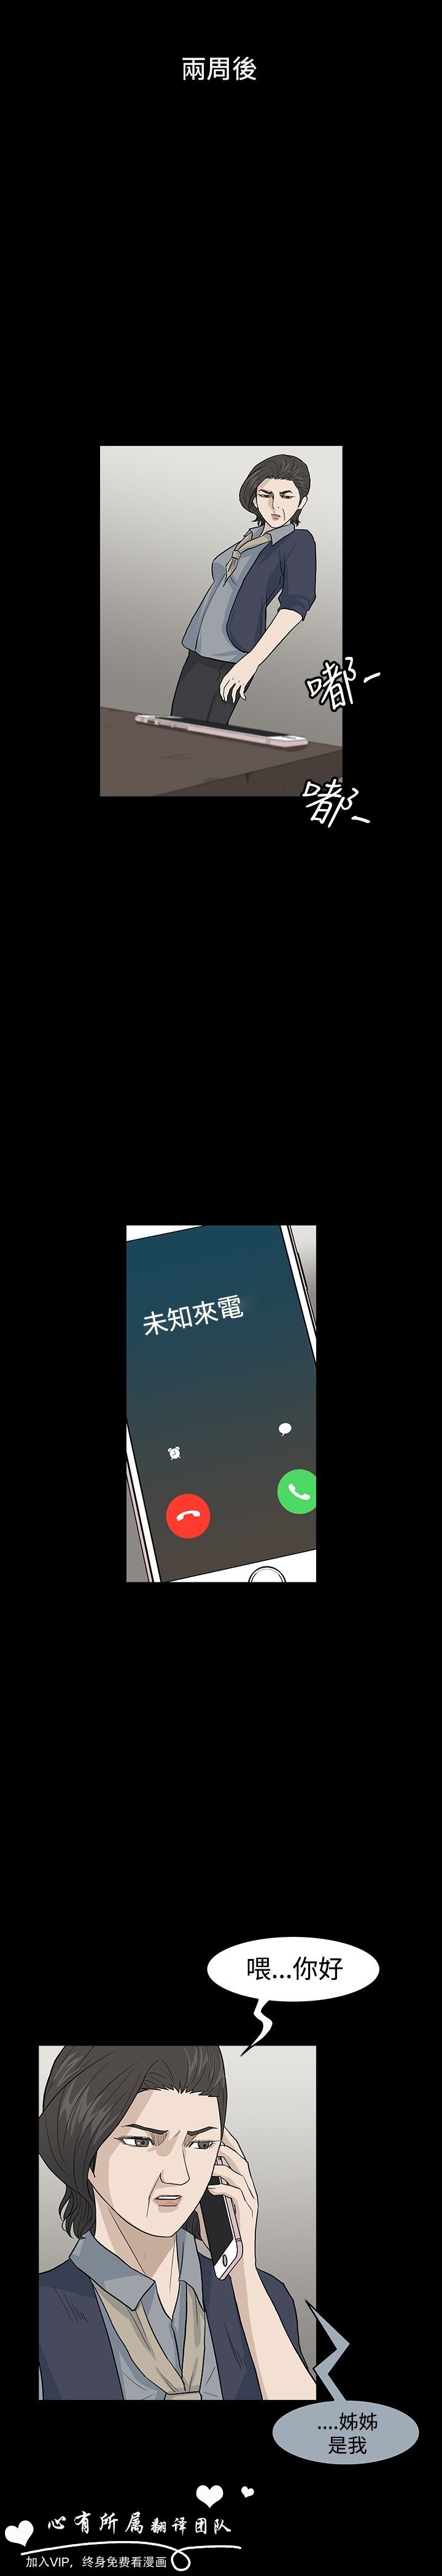 兩周後
嘟-
嘟-
未知來電
喂...你好
....姊姊
是我
心有所属翻译团队
加入VIP，终身免费看漫画